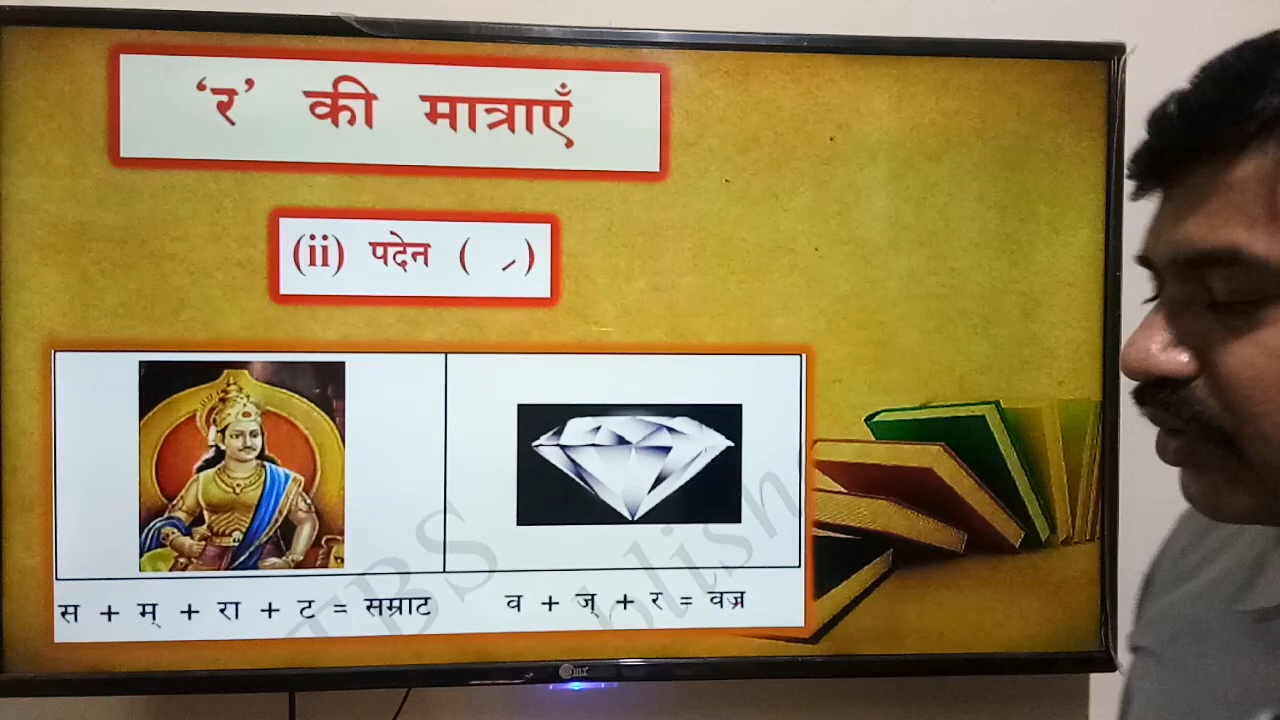 ‘र’ की मात्राएँ
(ii) पदेन ( ্र )
स + म् + रा + ट = सम्राट
व + ज् + र = वज्र